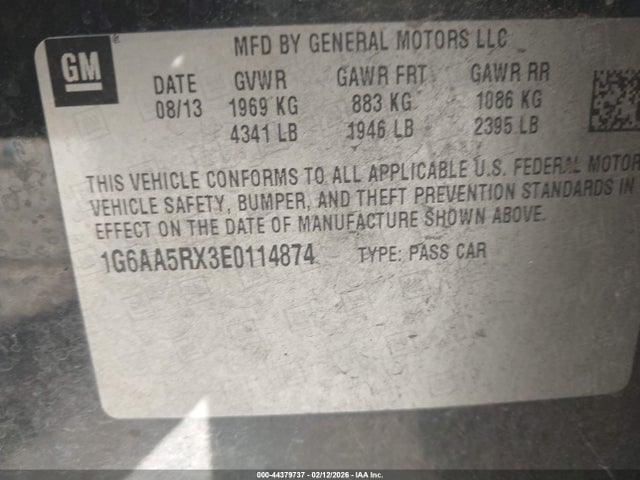 GM
MFD BY GENERAL MOTORS LLC
DATE GVWR GAWR FRT GAWR RR
08/13 1969 KG 883 KG 1086 KG
4341 LB 1946 LB 2395 LB
THIS VEHICLE CONFORMS TO ALL APPLICABLE U.S. FEDERAL MOTOR
VEHICLE SAFETY, BUMPER, AND THEFT PREVENTION STANDARDS IN
EFFECT ON THE DATE OF MANUFACTURE SHOWN ABOVE.
1G6AA5RX3E0114874 TYPE: PASS CAR
000-44379737 - 02/12/2026 - IAA Inc.